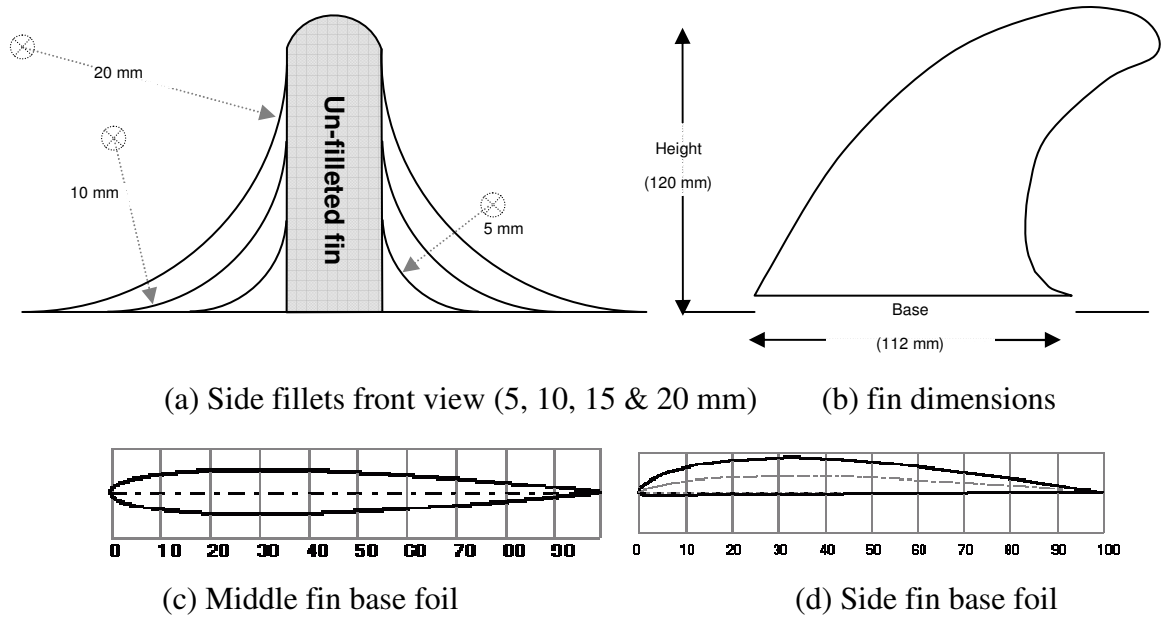 20 mm
10 mm
5 mm
Un-filleted fin
Height
(120 mm)
Base
(112 mm)
(a) Side fillets front view (5, 10, 15 & 20 mm)
(b) fin dimensions
0 10 20 30 40 50 60 70 80 90
0 10 20 30 40 50 60 70 80 90 100
(c) Middle fin base foil
(d) Side fin base foil